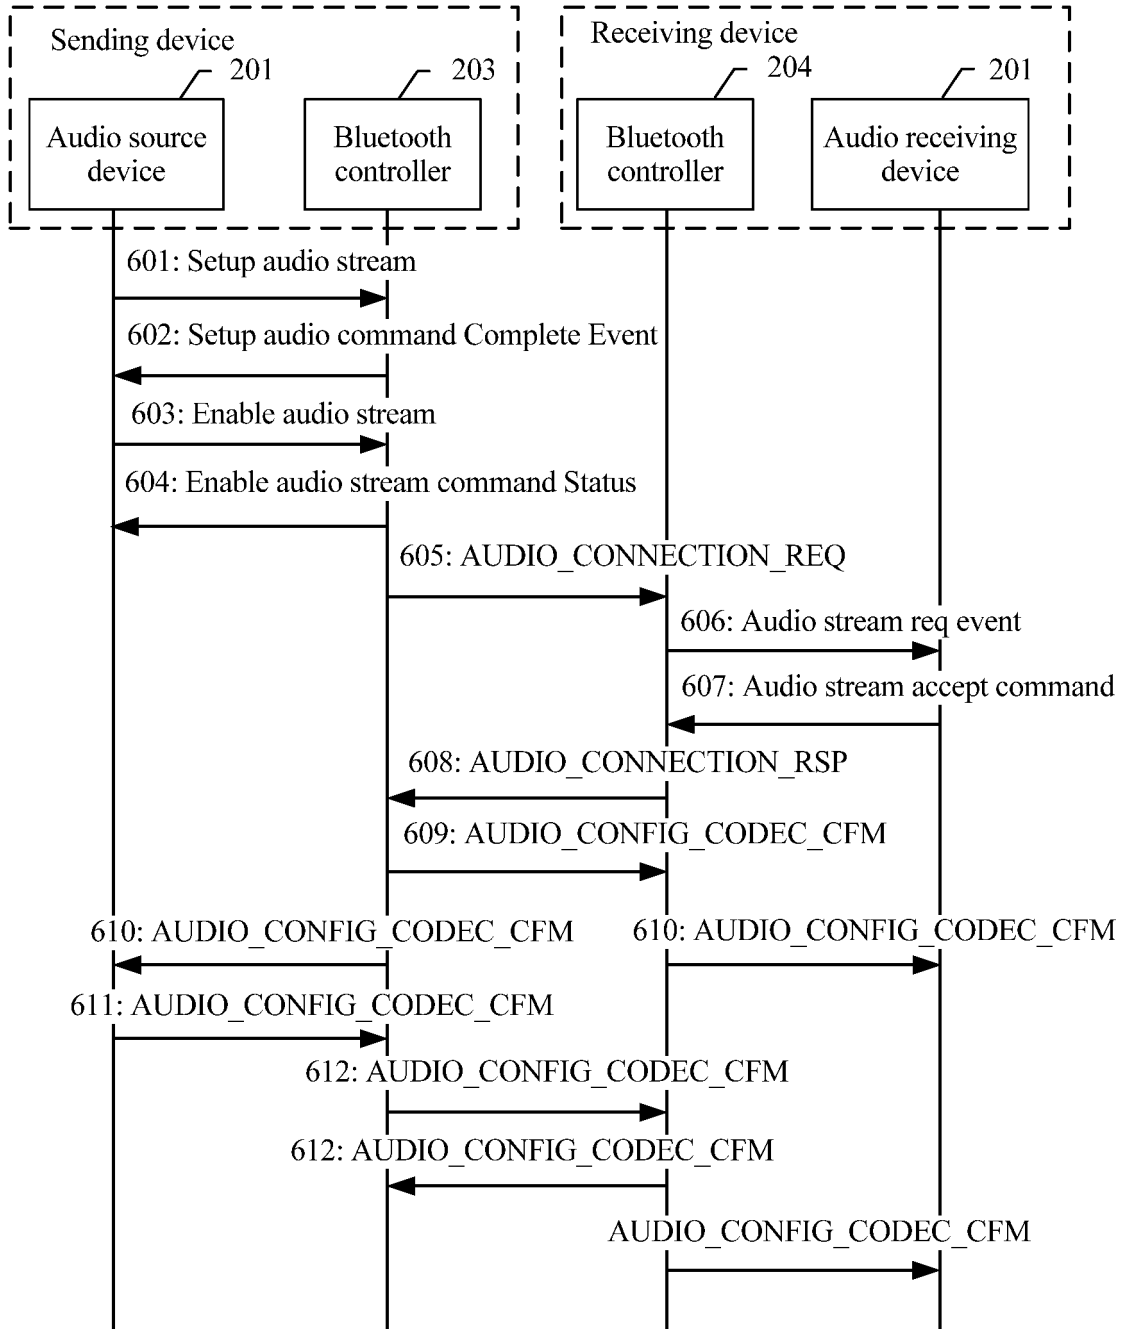 Sending device
Receiving device
201
203
204
201
Audio source
device
Bluetooth
controller
Bluetooth
controller
Audio receiving
device
601: Setup audio stream
602: Setup audio command Complete Event
603: Enable audio stream
604: Enable audio stream command Status
605: AUDIO_CONNECTION_REQ
606: Audio stream req event
607: Audio stream accept command
608: AUDIO_CONNECTION_RSP
609: AUDIO_CONFIG_CODEC_CFM
610: AUDIO_CONFIG_CODEC_CFM
610: AUDIO_CONFIG_CODEC_CFM
611: AUDIO_CONFIG_CODEC_CFM
612: AUDIO_CONFIG_CODEC_CFM
612: AUDIO_CONFIG_CODEC_CFM
AUDIO_CONFIG_CODEC_CFM